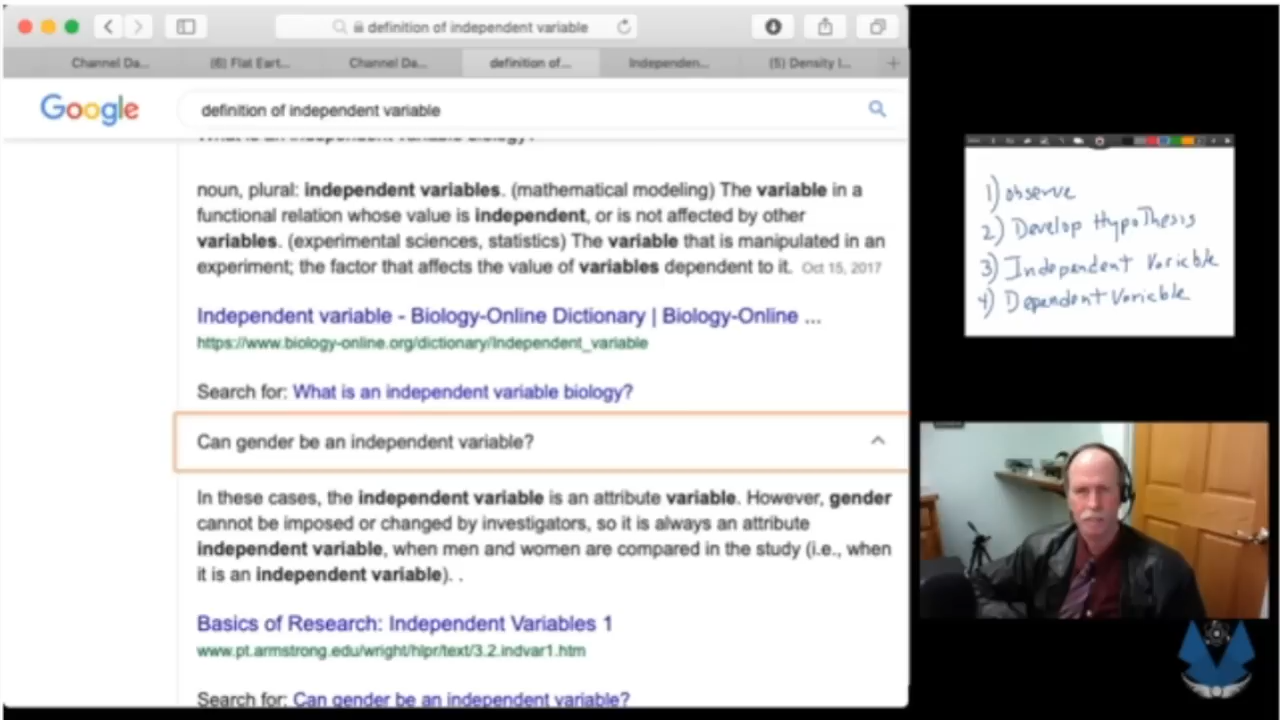 definition of independent variable
Channel Da...
(6) Flat Eart...
Channel Da...
definition of...
Independen...
(5) Density I...
Google
definition of independent variable
What is an independent variable biology?
noun, plural: independent variables. (mathematical modeling) The variable in a
functional relation whose value is independent, or is not affected by other
variables. (experimental sciences, statistics) The variable that is manipulated in an
experiment; the factor that affects the value of variables dependent to it. Oct 15, 2017
Independent variable - Biology-Online Dictionary | Biology-Online ...
https://www.biology-online.org/dictionary/Independent_variable
Search for: What is an independent variable biology?
Can gender be an independent variable?
In these cases, the independent variable is an attribute variable. However, gender
cannot be imposed or changed by investigators, so it is always an attribute
independent variable, when men and women are compared in the study (i.e., when
it is an independent variable). .
Basics of Research: Independent Variables 1
www.pt.armstrong.edu/wright/hlpr/text/3.2.indvar1.htm
Search for: Can gender be an independent variable?
1) Observe
2) Develop Hypothesis
3) Independent Variable
4) Dependent Variable